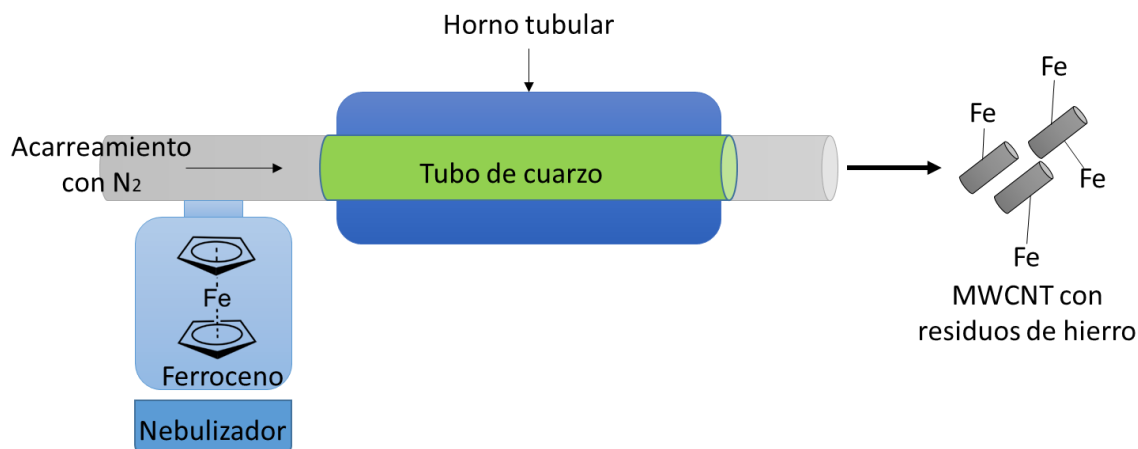 Horno tubular
Acarreamiento
con N2
Tubo de cuarzo
Fe
Fe
Fe
Fe
MWCNT con
residuos de hierro
Fe
Ferroceno
Nebulizador